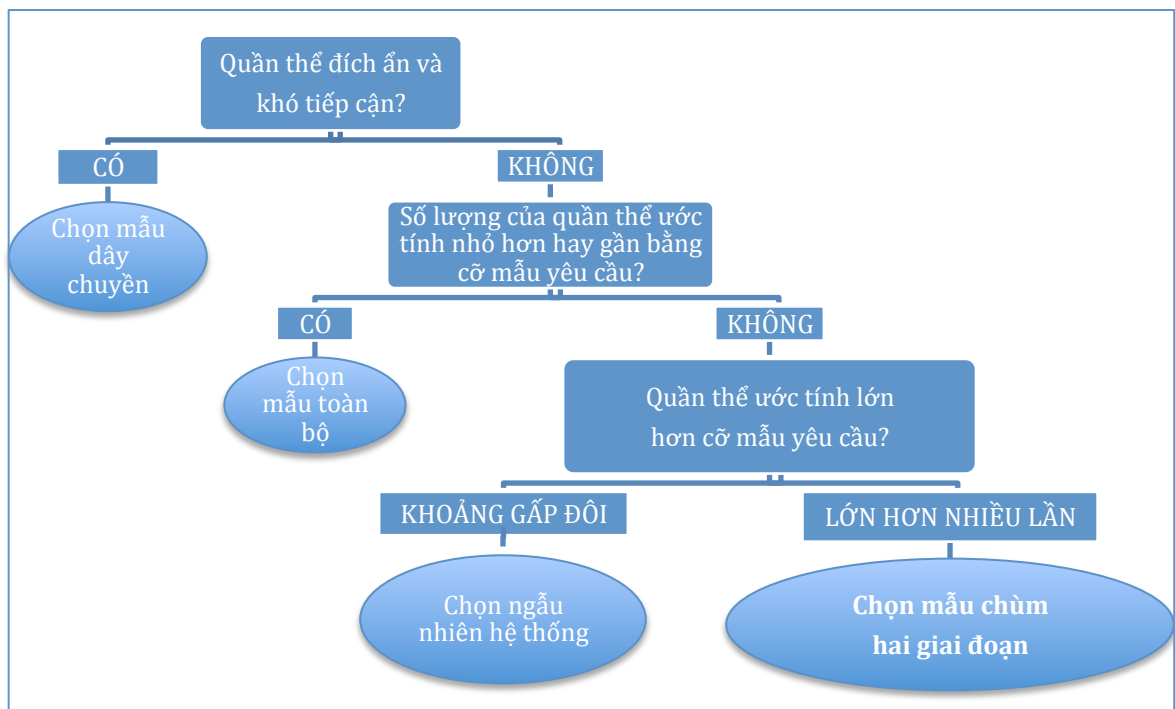 Quần thể đích ẩn và
khó tiếp cận?
CÓ
KHÔNG
Chọn mẫu
dây
chuyền
Số lượng của quần thể ước
tính nhỏ hơn hay gần bằng
cỡ mẫu yêu cầu?
CÓ
KHÔNG
Chọn
mẫu toàn
bộ
Quần thể ước tính lớn
hơn cỡ mẫu yêu cầu?
KHOẢNG GẤP ĐÔI
LỚN HƠN NHIỀU LẦN
Chọn ngẫu
nhiên hệ thống
Chọn mẫu chùm
hai giai đoạn